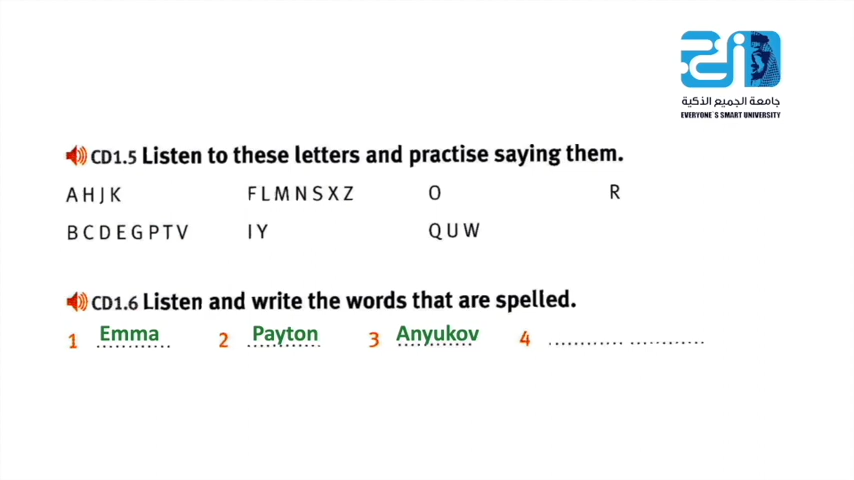 جامعة الجميع الذكية
EVERYONE`S SMART UNIVERSITY
CD1.5 Listen to these letters and practise saying them.
A H J K F L M N S X Z O R
B C D E G P T V I Y Q U W
CD1.6 Listen and write the words that are spelled.
1 Emma 2 Payton 3 Anyukov 4 ............ ............